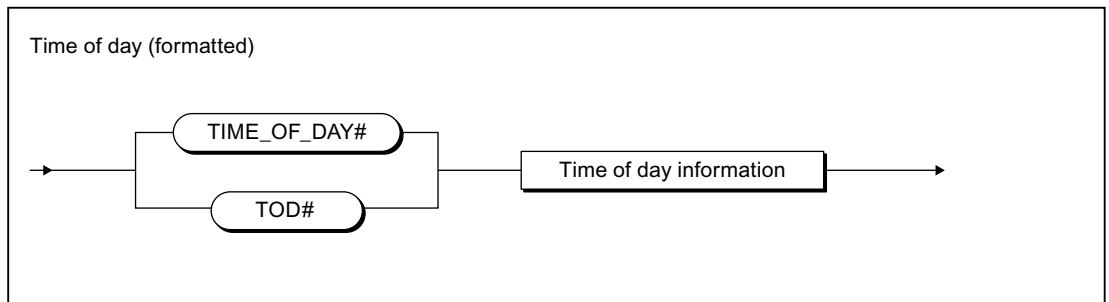 Time of day (formatted)
TIME_OF_DAY#
Time of day information
TOD#